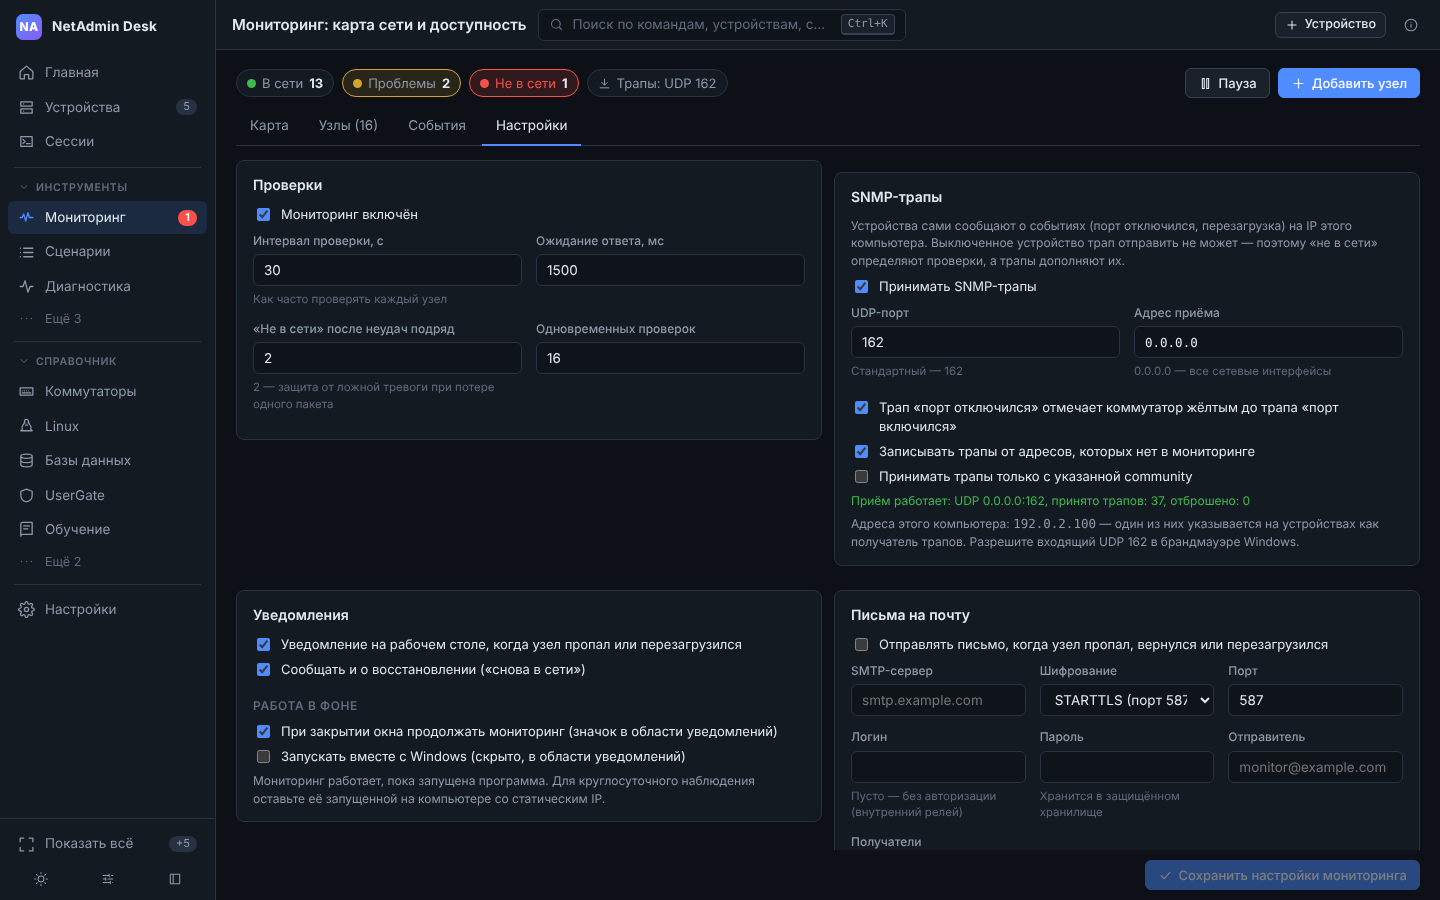 NA NetAdmin Desk
Главная
Устройства 5
Сессии
ИНСТРУМЕНТЫ
Мониторинг 1
Сценарии
Диагностика
Ещё 3
СПРАВОЧНИК
Коммутаторы
Linux
Базы данных
UserGate
Обучение
Ещё 2
Настройки
Показать всё +5
Мониторинг: карта сети и доступность
Поиск по командам, устройствам, с... Ctrl+K
Устройство
В сети 13
Проблемы 2
Не в сети 1
Трапы: UDP 162
Пауза
Добавить узел
Карта
Узлы (16)
События
Настройки
Проверки
Мониторинг включён
Интервал проверки, с
Ожидание ответа, мс
30
1500
Как часто проверять каждый узел
«Не в сети» после неудач подряд
Одновременных проверок
2
16
2 — защита от ложной тревоги при потере
одного пакета
SNMP-трапы
Устройства сами сообщают о событиях (порт отключился, перезагрузка) на IP этого
компьютера. Выключенное устройство трап отправить не может — поэтому «не в сети»
определяют проверки, а трапы дополняют их.
Принимать SNMP-трапы
UDP-порт
Адрес приёма
162
0.0.0.0
Стандартный — 162
0.0.0.0 — все сетевые интерфейсы
Трап «порт отключился» отмечает коммутатор жёлтым до трапа «порт
включился»
Записывать трапы от адресов, которых нет в мониторинге
Принимать трапы только с указанной community
Приём работает: UDP 0.0.0.0:162, принято трапов: 37, отброшено: 0
Адреса этого компьютера: 192.0.2.100 — один из них указывается на устройствах как
получатель трапов. Разрешите входящий UDP 162 в брандмауэре Windows.
Уведомления
Уведомление на рабочем столе, когда узел пропал или перезагрузился
Сообщать и о восстановлении («снова в сети»)
РАБОТА В ФОНЕ
При закрытии окна продолжать мониторинг (значок в области уведомлений)
Запускать вместе с Windows (скрыто, в области уведомлений)
Мониторинг работает, пока запущена программа. Для круглосуточного наблюдения
оставьте её запущенной на компьютере со статическим IP.
Письма на почту
Отправлять письмо, когда узел пропал, вернулся или перезагрузился
SMTP-сервер
Шифрование
Порт
smtp.example.com
STARTTLS (порт 587
587
Логин
Пароль
Отправитель
monitor@example.com
Пусто — без авторизации
(внутренний релей)
Хранится в защищённом
хранилище
Получатели
Сохранить настройки мониторинга